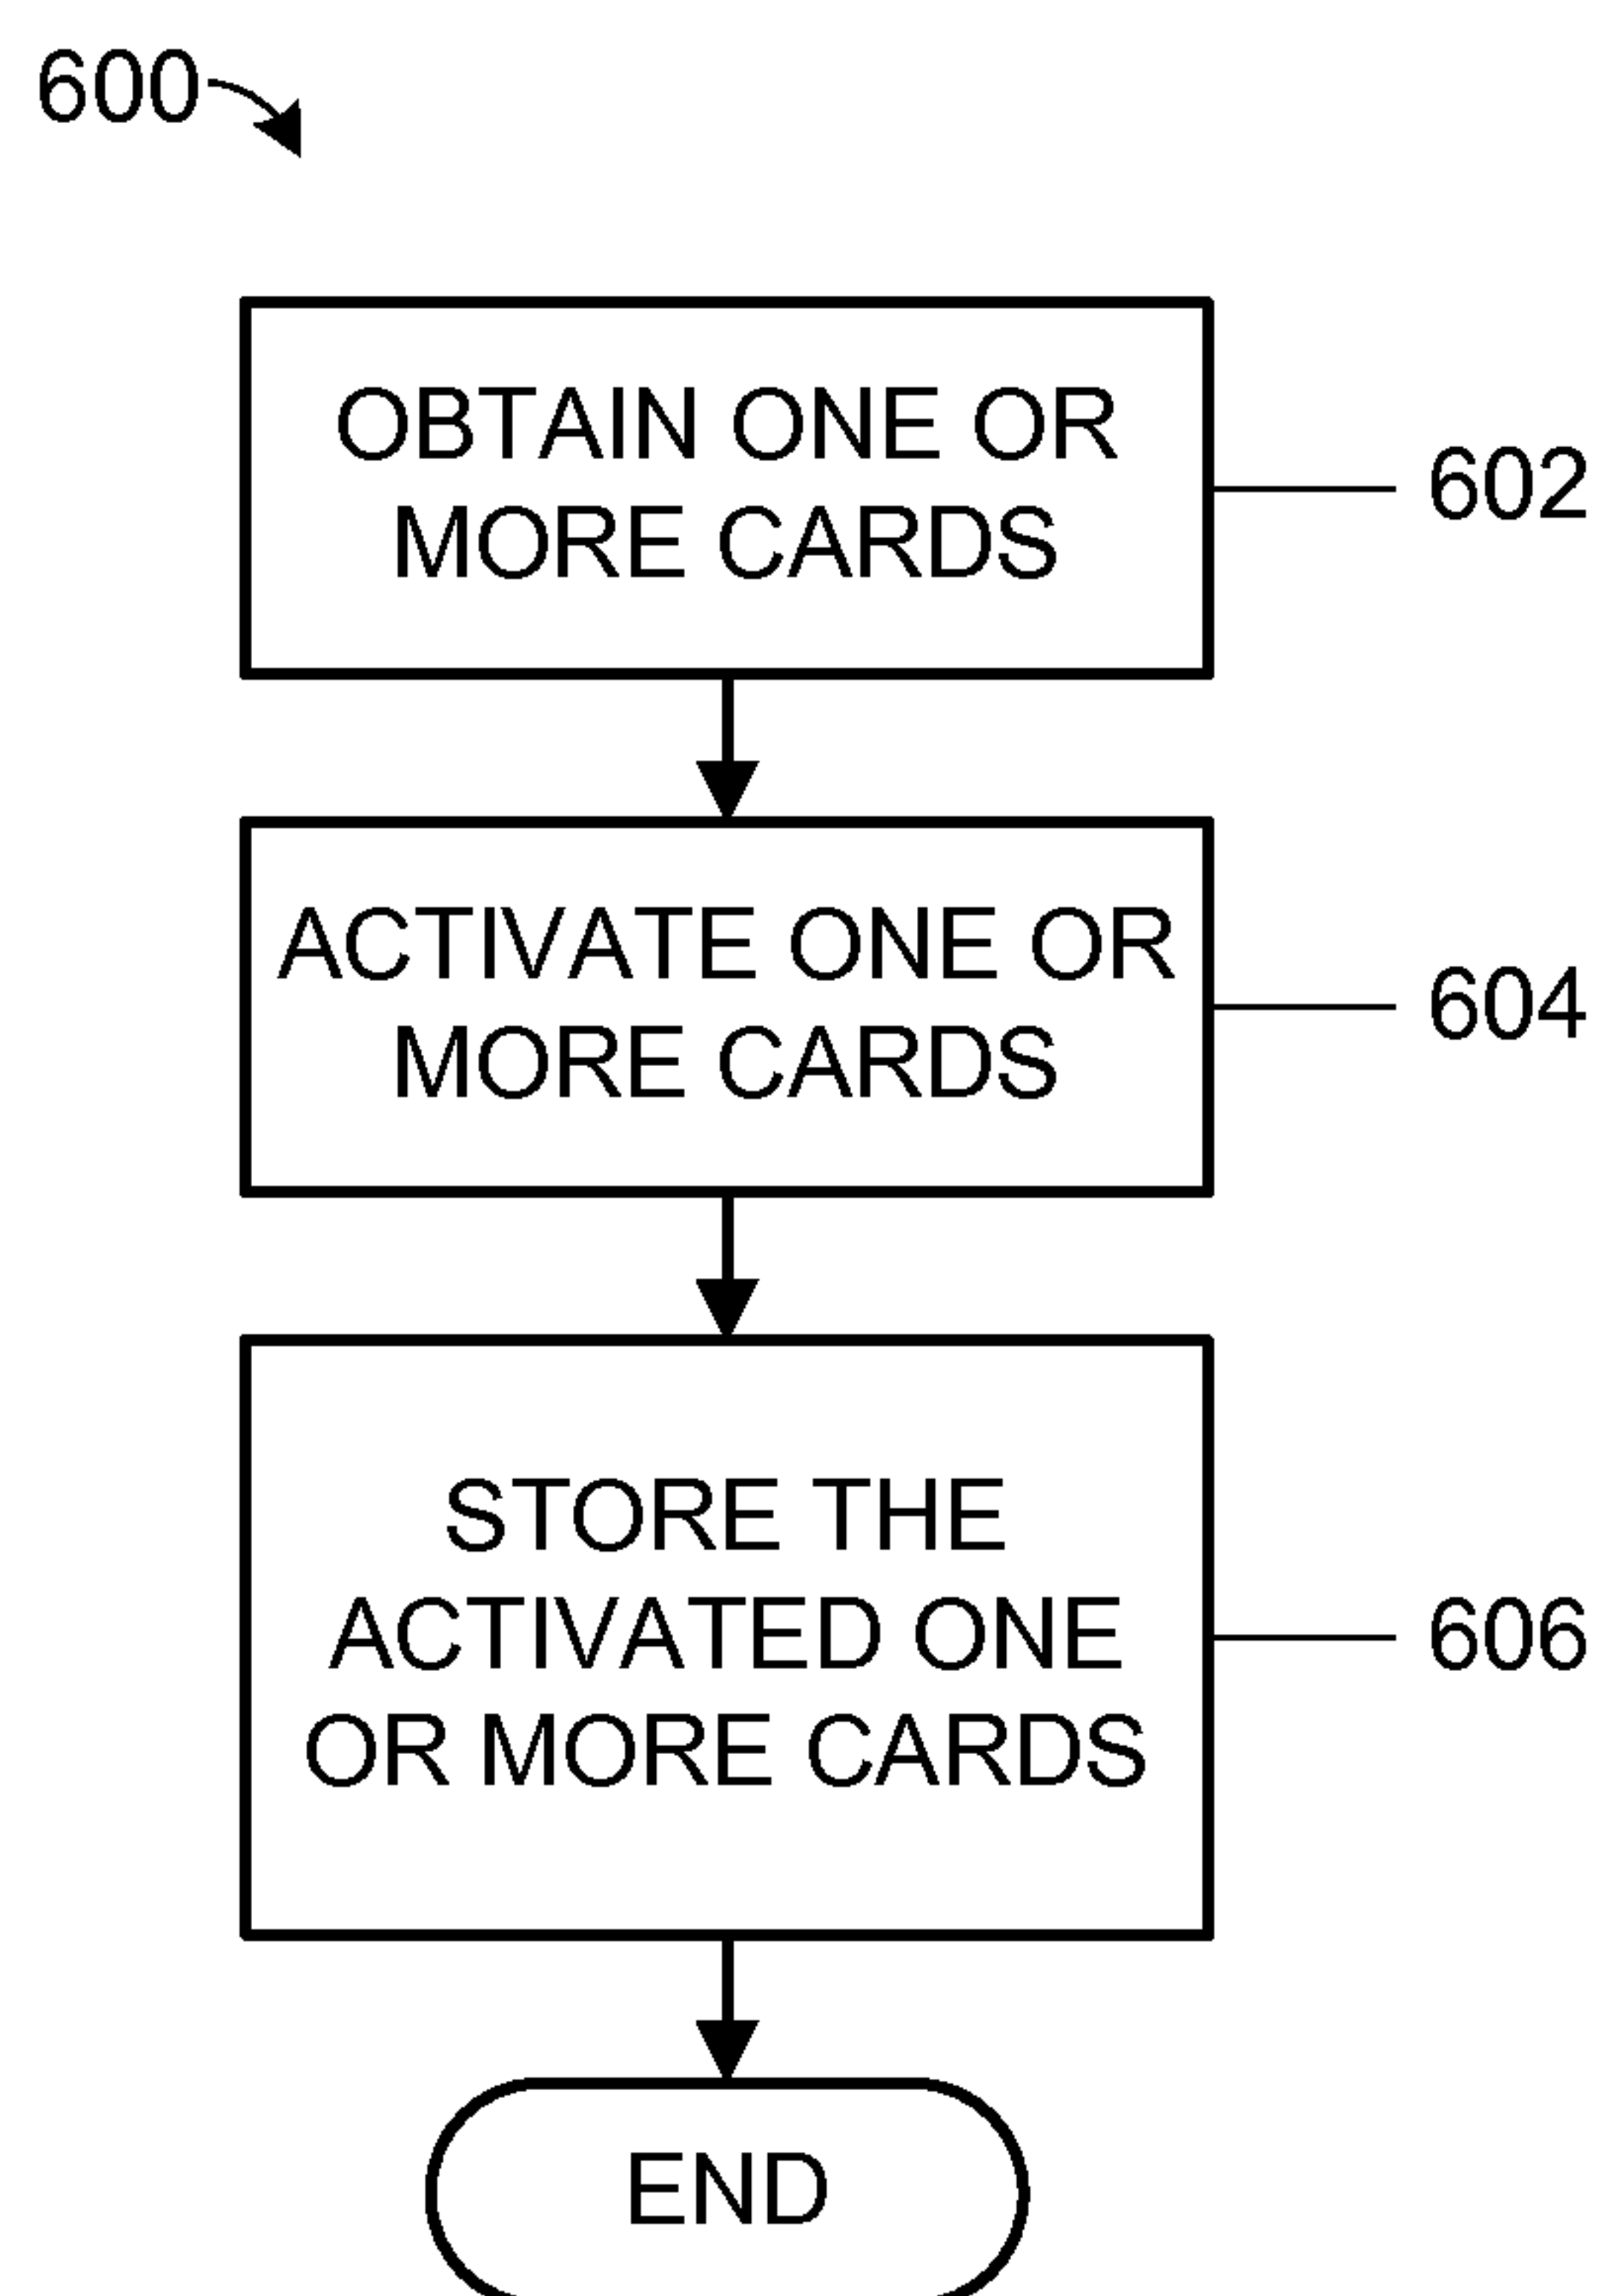 600
OBTAIN ONE OR
MORE CARDS
602
ACTIVATE ONE OR
MORE CARDS
604
STORE THE
ACTIVATED ONE
OR MORE CARDS
606
END